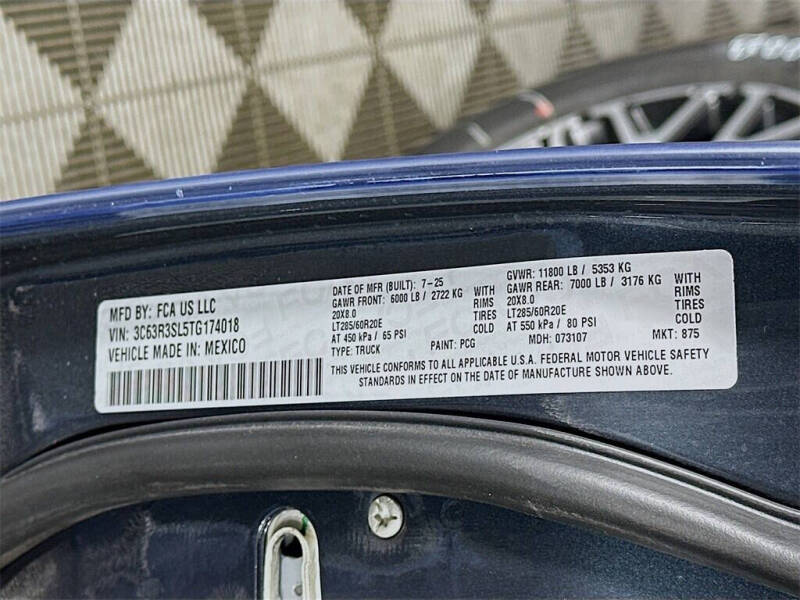 MFD BY: FCA US LLC
VIN: 3C63R3SL5TG174018
VEHICLE MADE IN: MEXICO
DATE OF MFR (BUILT): 7-25
GAWR FRONT: 6000 LB / 2722 KG WITH
20X8.0 RIMS
LT285/60R20E TIRES
AT 450 kPa / 65 PSI COLD
TYPE: TRUCK PAINT: PCG
GVWR: 11800 LB / 5353 KG
GAWR REAR: 7000 LB / 3176 KG WITH
20X8.0 RIMS
LT285/60R20E TIRES
AT 550 kPa / 80 PSI COLD
MDH: 073107 MKT: 875
THIS VEHICLE CONFORMS TO ALL APPLICABLE U.S.A. FEDERAL MOTOR VEHICLE SAFETY
STANDARDS IN EFFECT ON THE DATE OF MANUFACTURE SHOWN ABOVE.